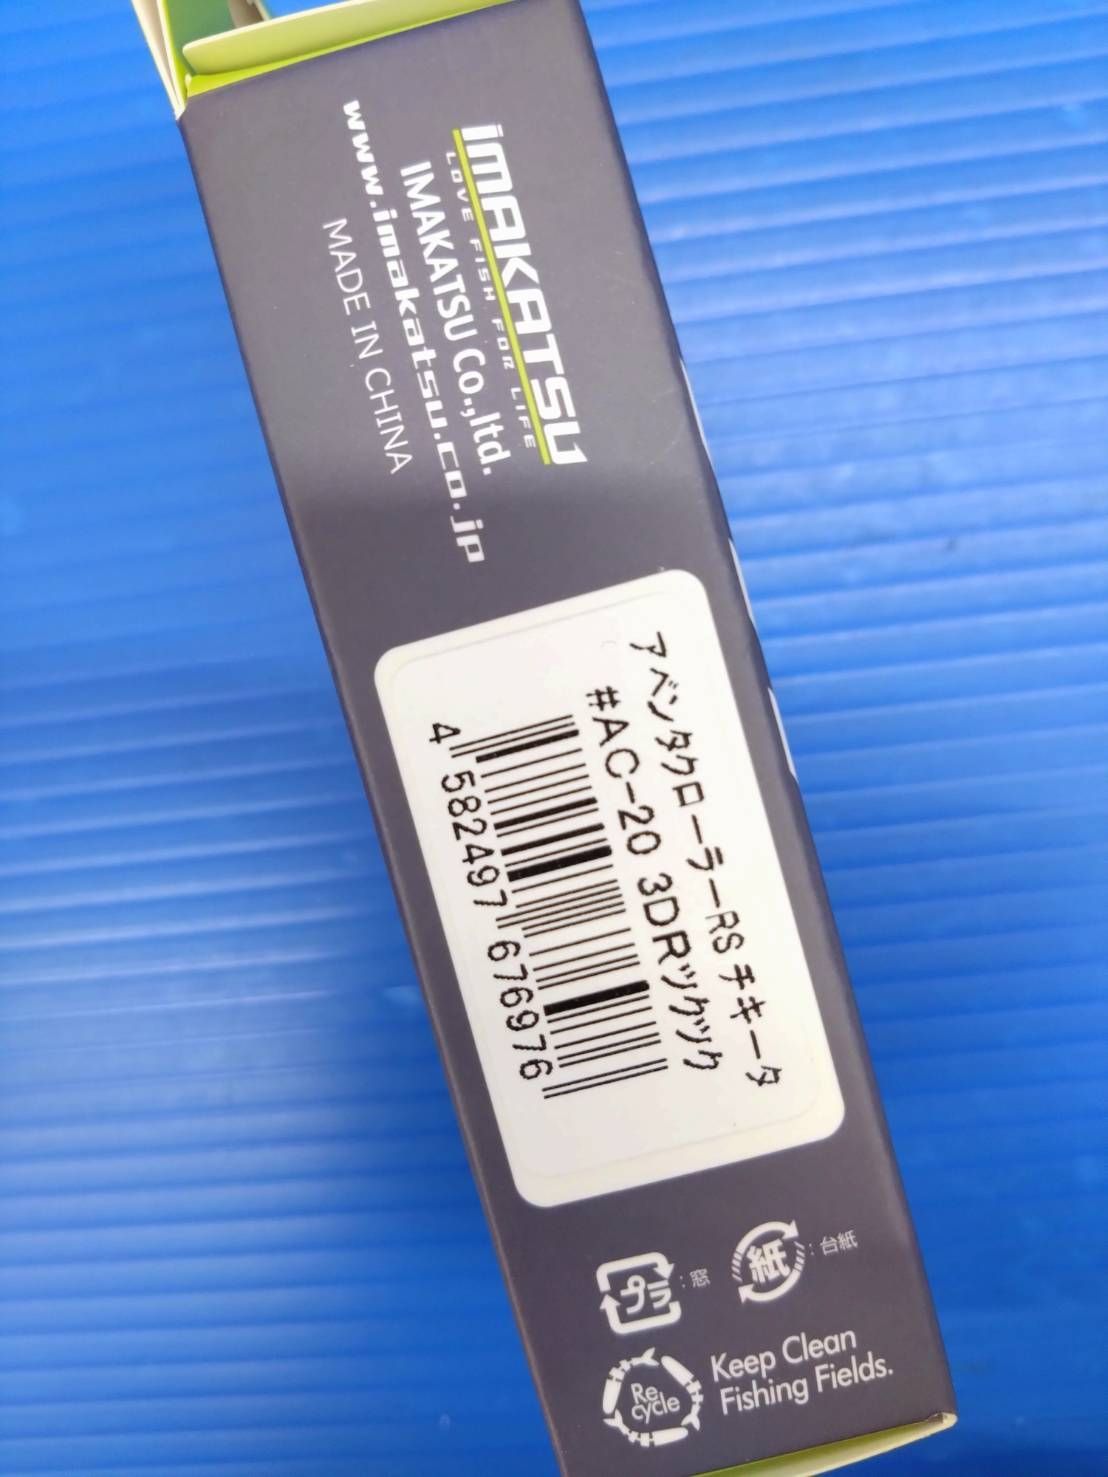 IMAKATSU
LOVE FISH FOR LIFE
IMAKATSU Co.,ltd.
www.imakatsu.co.jp
MADE IN CHINA
アベンタクローラーRS チキータ
#AC-20 3DRツクツク
4 582497 676976
紙 : 台紙
プラ : 窓
Re
cycle
Keep Clean
Fishing Fields.